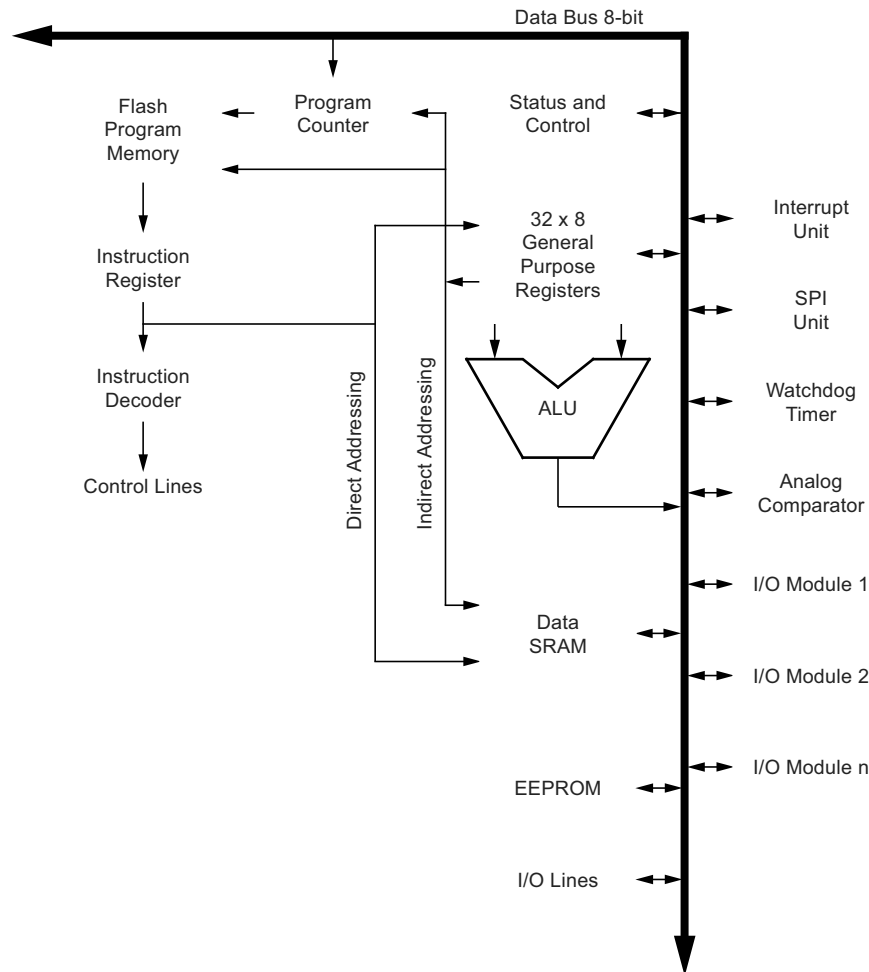 Data Bus 8-bit
Flash
Program
Memory
Program
Counter
Status and
Control
32 x 8
General
Purpose
Registers
Interrupt
Unit
Instruction
Register
SPI
Unit
Instruction
Decoder
ALU
Watchdog
Timer
Control Lines
Direct Addressing
Indirect Addressing
Analog
Comparator
I/O Module 1
Data
SRAM
I/O Module 2
I/O Module n
EEPROM
I/O Lines